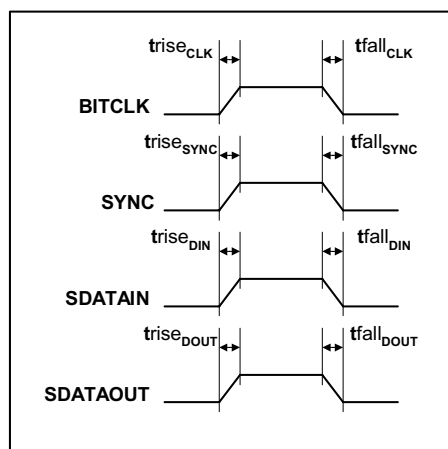 triseCLK tfallCLK
BITCLK
triseSYNC tfallSYNC
SYNC
triseDIN tfallDIN
SDATAIN
triseDOUT tfallDOUT
SDATAOUT